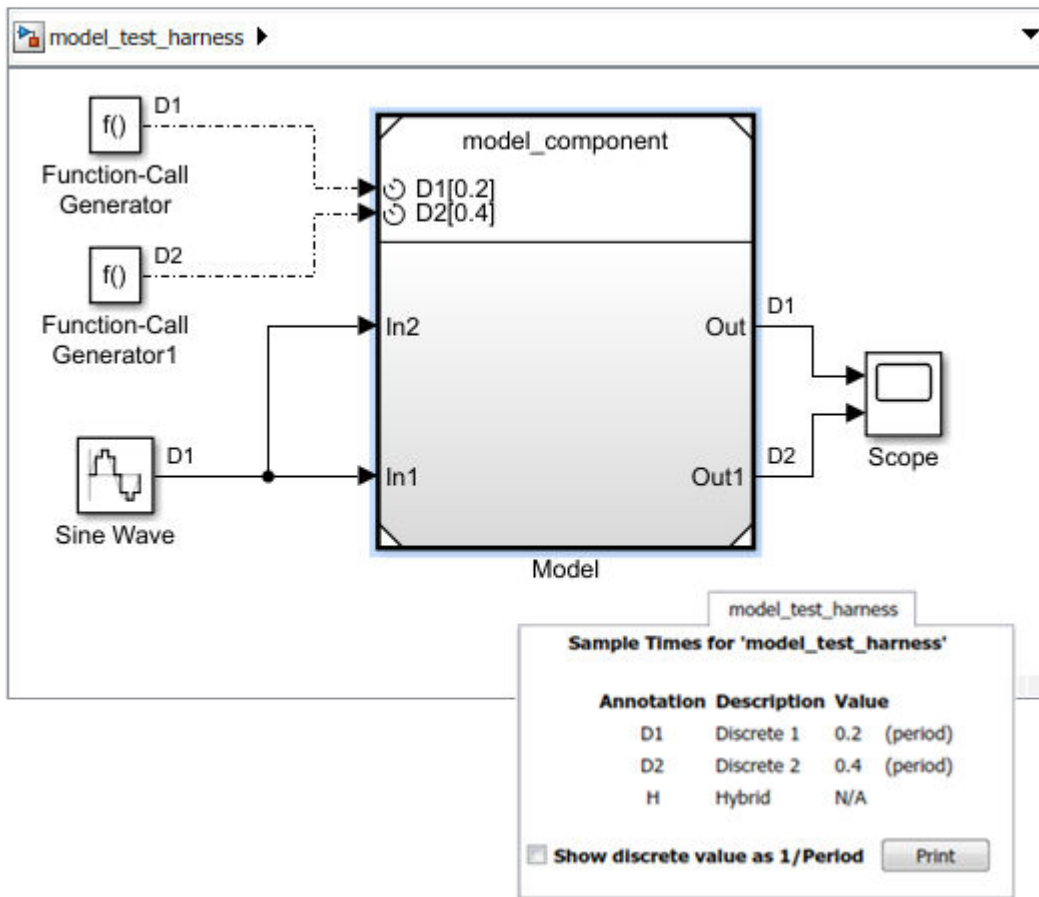 model_test_harness
D1
f()
Function-Call
Generator
D2
f()
Function-Call
Generator1
D1
Sine Wave
model_component
D1[0.2]
D2[0.4]
In2
Out
In1
Out1
Model
D1
D2
Scope
model_test_harness
Sample Times for 'model_test_harness'
Annotation Description Value
D1 Discrete 1 0.2 (period)
D2 Discrete 2 0.4 (period)
H Hybrid N/A
Show discrete value as 1/Period Print